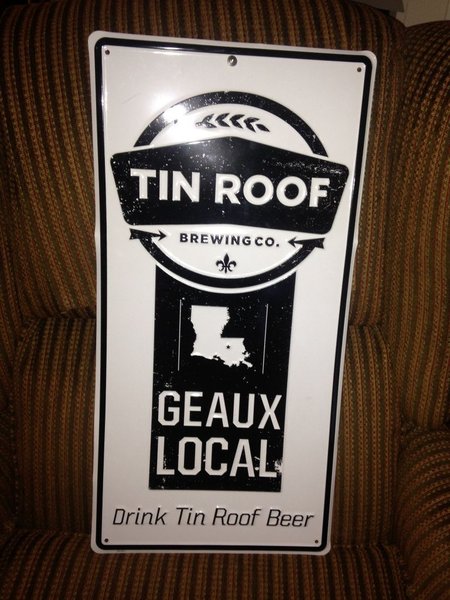 TIN ROOF
BREWING CO.
GEAUX
LOCAL
Drink Tin Roof Beer